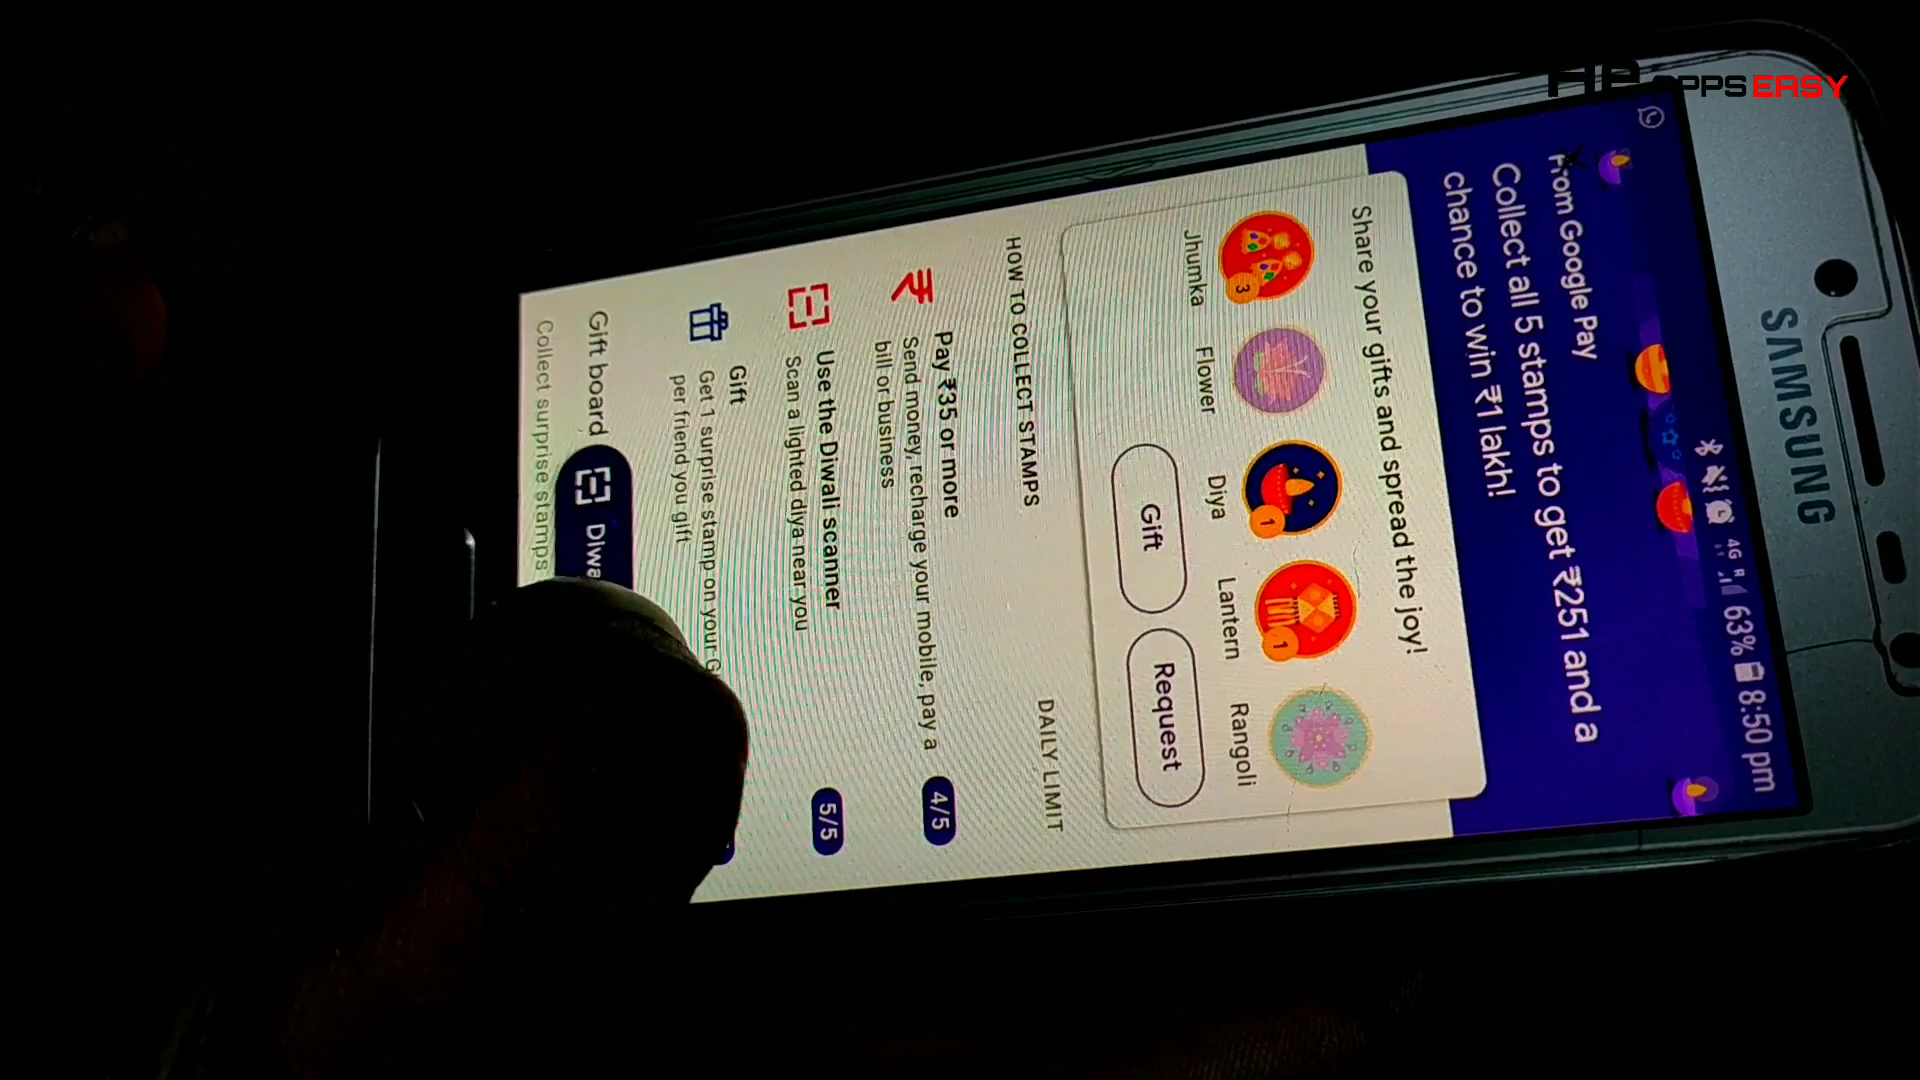 PPS EASY
SAMSUNG
4G R 63% 8:50 pm
From Google Pay
Collect all 5 stamps to get ₹251 and a
chance to win ₹1 lakh!
Share your gifts and spread the joy!
3
1
1
Jhumka Flower Diya Lantern Rangoli
Gift Request
HOW TO COLLECT STAMPS DAILY LIMIT
Pay ₹35 or more
Send money, recharge your mobile, pay a
bill or business
4/5
Use the Diwali scanner
Scan a lighted diya near you
5/5
Gift
Get 1 surprise stamp on your G
per friend you gift
Gift board
Diwa
Collect surprise stamps